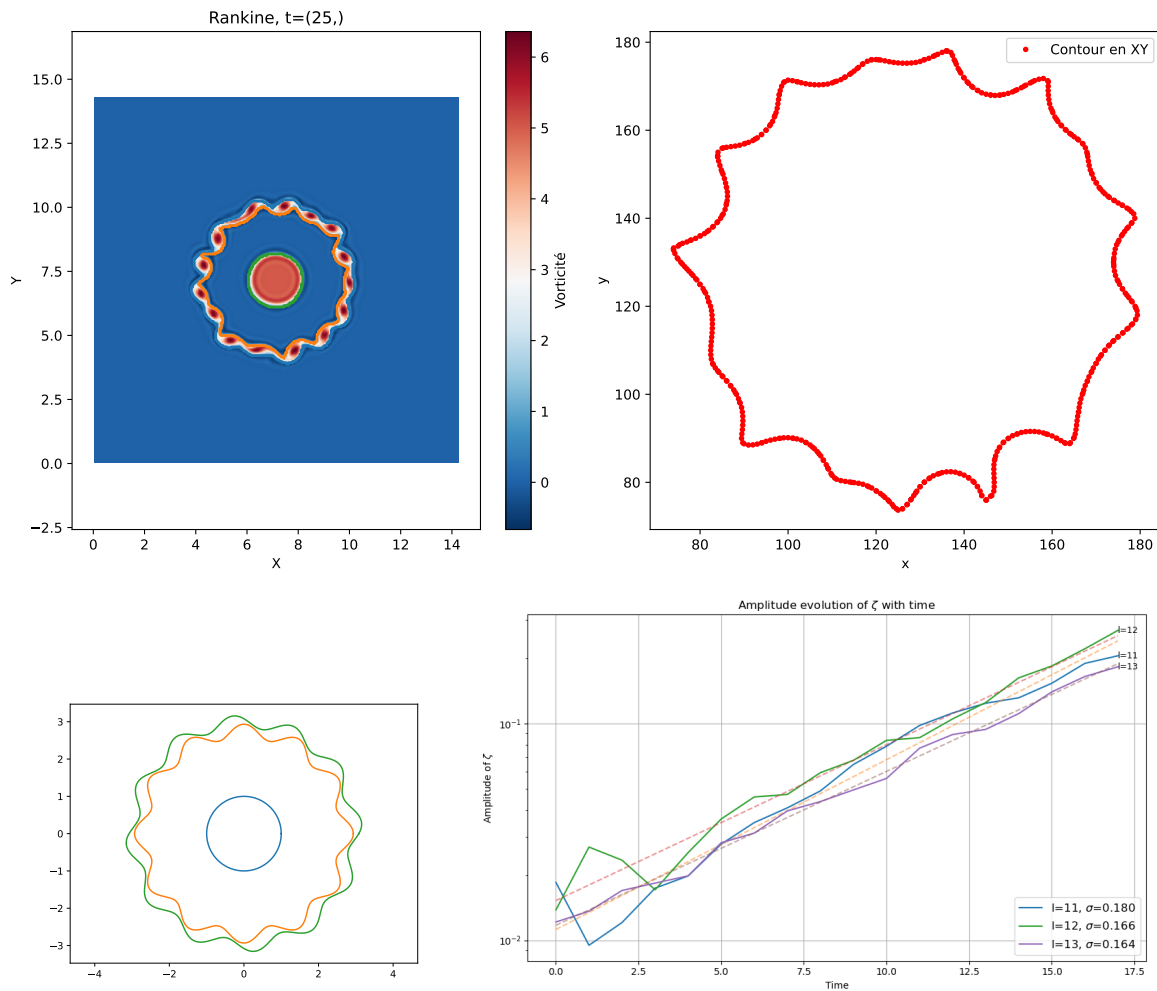 Rankine, t=(25,)
Y
15.0
12.5
10.0
7.5
5.0
2.5
0.0
−2.5
0 2 4 6 8 10 12 14
X
6
5
4
3
2
1
0
Vorticité
Contour en XY
y
180
160
140
120
100
80
80 100 120 140 160 180
x
3
2
1
0
−1
−2
−3
−4 −2 0 2 4
Amplitude evolution of ζ with time
Amplitude of ζ
10⁻¹
10⁻²
l=12
l=11
l=13
l=11, σ=0.180
l=12, σ=0.166
l=13, σ=0.164
0.0 2.5 5.0 7.5 10.0 12.5 15.0 17.5
Time